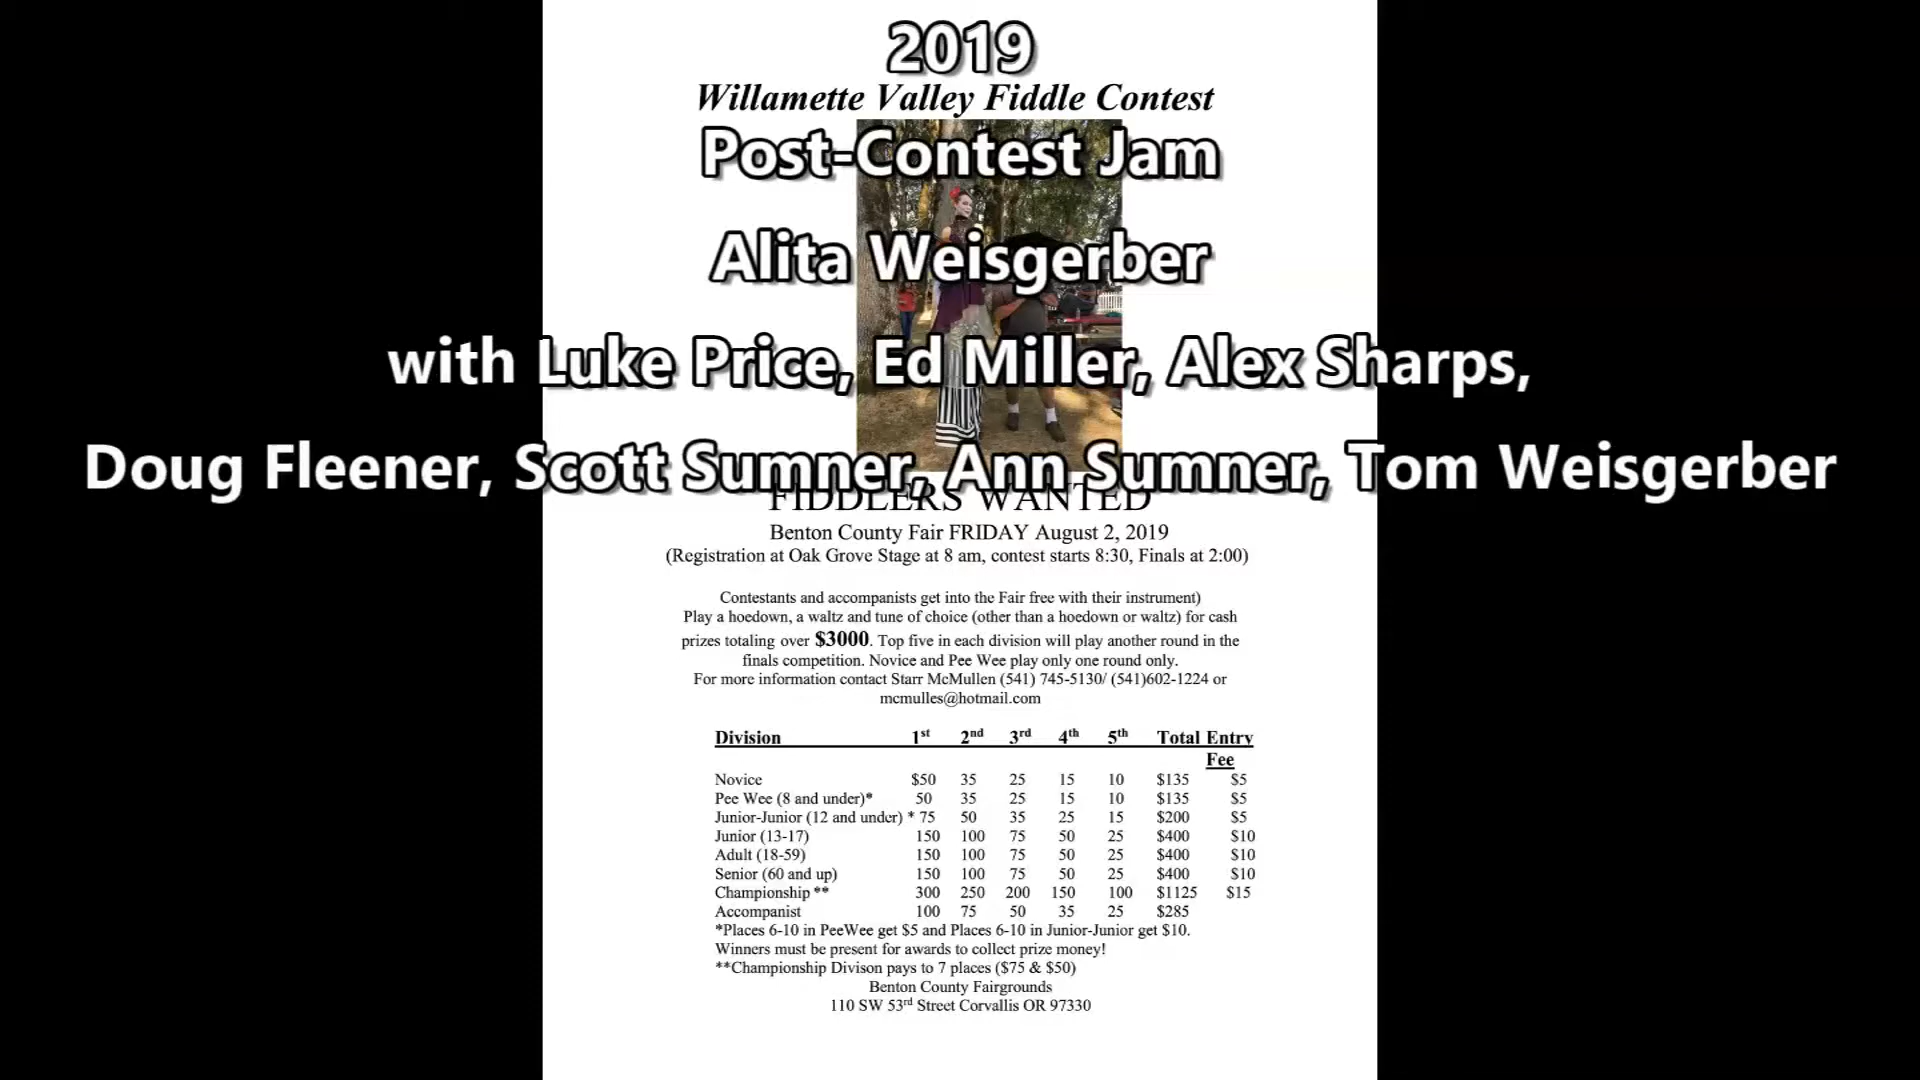 2019
Willamette Valley Fiddle Contest
Post-Contest Jam
Alita Weisgerber
with Luke Price, Ed Miller, Alex Sharps,
Doug Fleener, Scott Sumner, Ann Sumner, Tom Weisgerber
FIDDLERS WANTED
Benton County Fair FRIDAY August 2, 2019
(Registration at Oak Grove Stage at 8 am, contest starts 8:30, Finals at 2:00)
Contestants and accompanists get into the Fair free with their instrument)
Play a hoedown, a waltz and tune of choice (other than a hoedown or waltz) for cash
prizes totaling over $3000. Top five in each division will play another round in the
finals competition. Novice and Pee Wee play only one round only.
For more information contact Starr McMullen (541) 745-5130/ (541)602-1224 or
mcmulles@hotmail.com
Division 1st 2nd 3rd 4th 5th Total Entry
Fee
Novice $50 35 25 15 10 $135 $5
Pee Wee (8 and under)* 50 35 25 15 10 $135 $5
Junior-Junior (12 and under) * 75 50 35 25 15 $200 $5
Junior (13-17) 150 100 75 50 25 $400 $10
Adult (18-59) 150 100 75 50 25 $400 $10
Senior (60 and up) 150 100 75 50 25 $400 $10
Championship ** 300 250 200 150 100 $1125 $15
Accompanist 100 75 50 35 25 $285
*Places 6-10 in PeeWee get $5 and Places 6-10 in Junior-Junior get $10.
Winners must be present for awards to collect prize money!
**Championship Divison pays to 7 places ($75 & $50)
Benton County Fairgrounds
110 SW 53rd Street Corvallis OR 97330